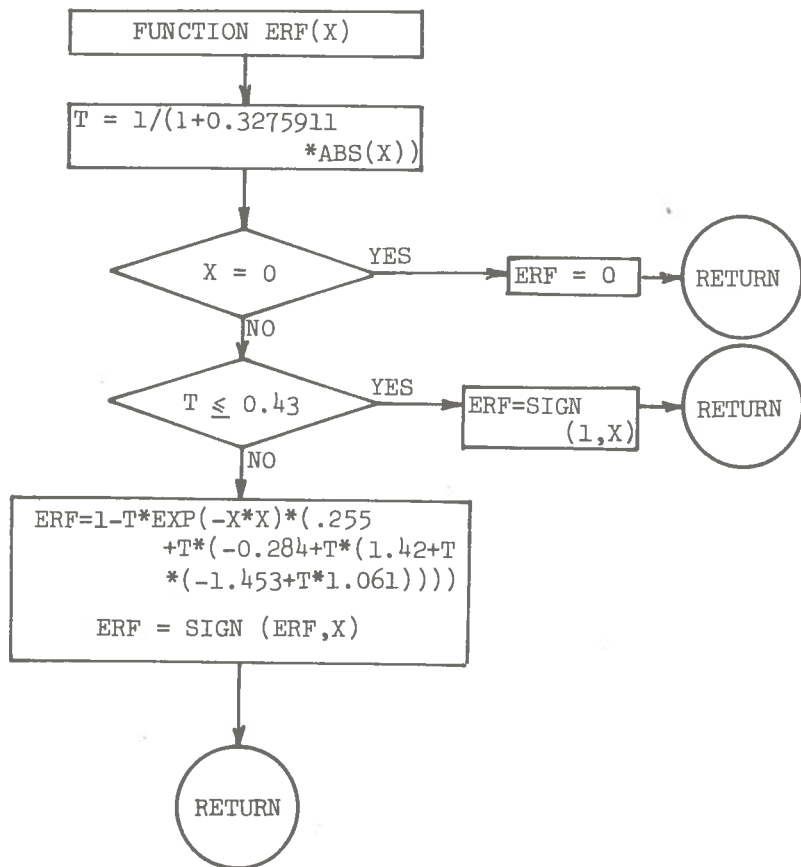 FUNCTION ERF(X)
T = 1/(1+0.3275911
*ABS(X))
X = 0
YES
ERF = 0
RETURN
NO
T ≤ 0.43
YES
ERF=SIGN
(1,X)
RETURN
NO
ERF=1-T*EXP(-X*X)*(.255
+T*(-0.284+T*(1.42+T
*(-1.453+T*1.061))))
ERF = SIGN (ERF,X)
RETURN